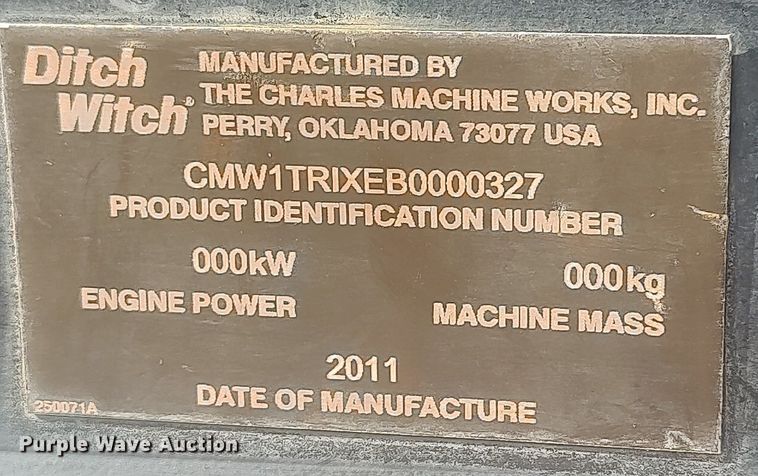 Ditch
Witch®
MANUFACTURED BY
THE CHARLES MACHINE WORKS, INC.
PERRY, OKLAHOMA 73077 USA
CMW1TRIXEB0000327
PRODUCT IDENTIFICATION NUMBER
000kW
ENGINE POWER
000kg
MACHINE MASS
2011
DATE OF MANUFACTURE
250071A
Purple Wave Auction